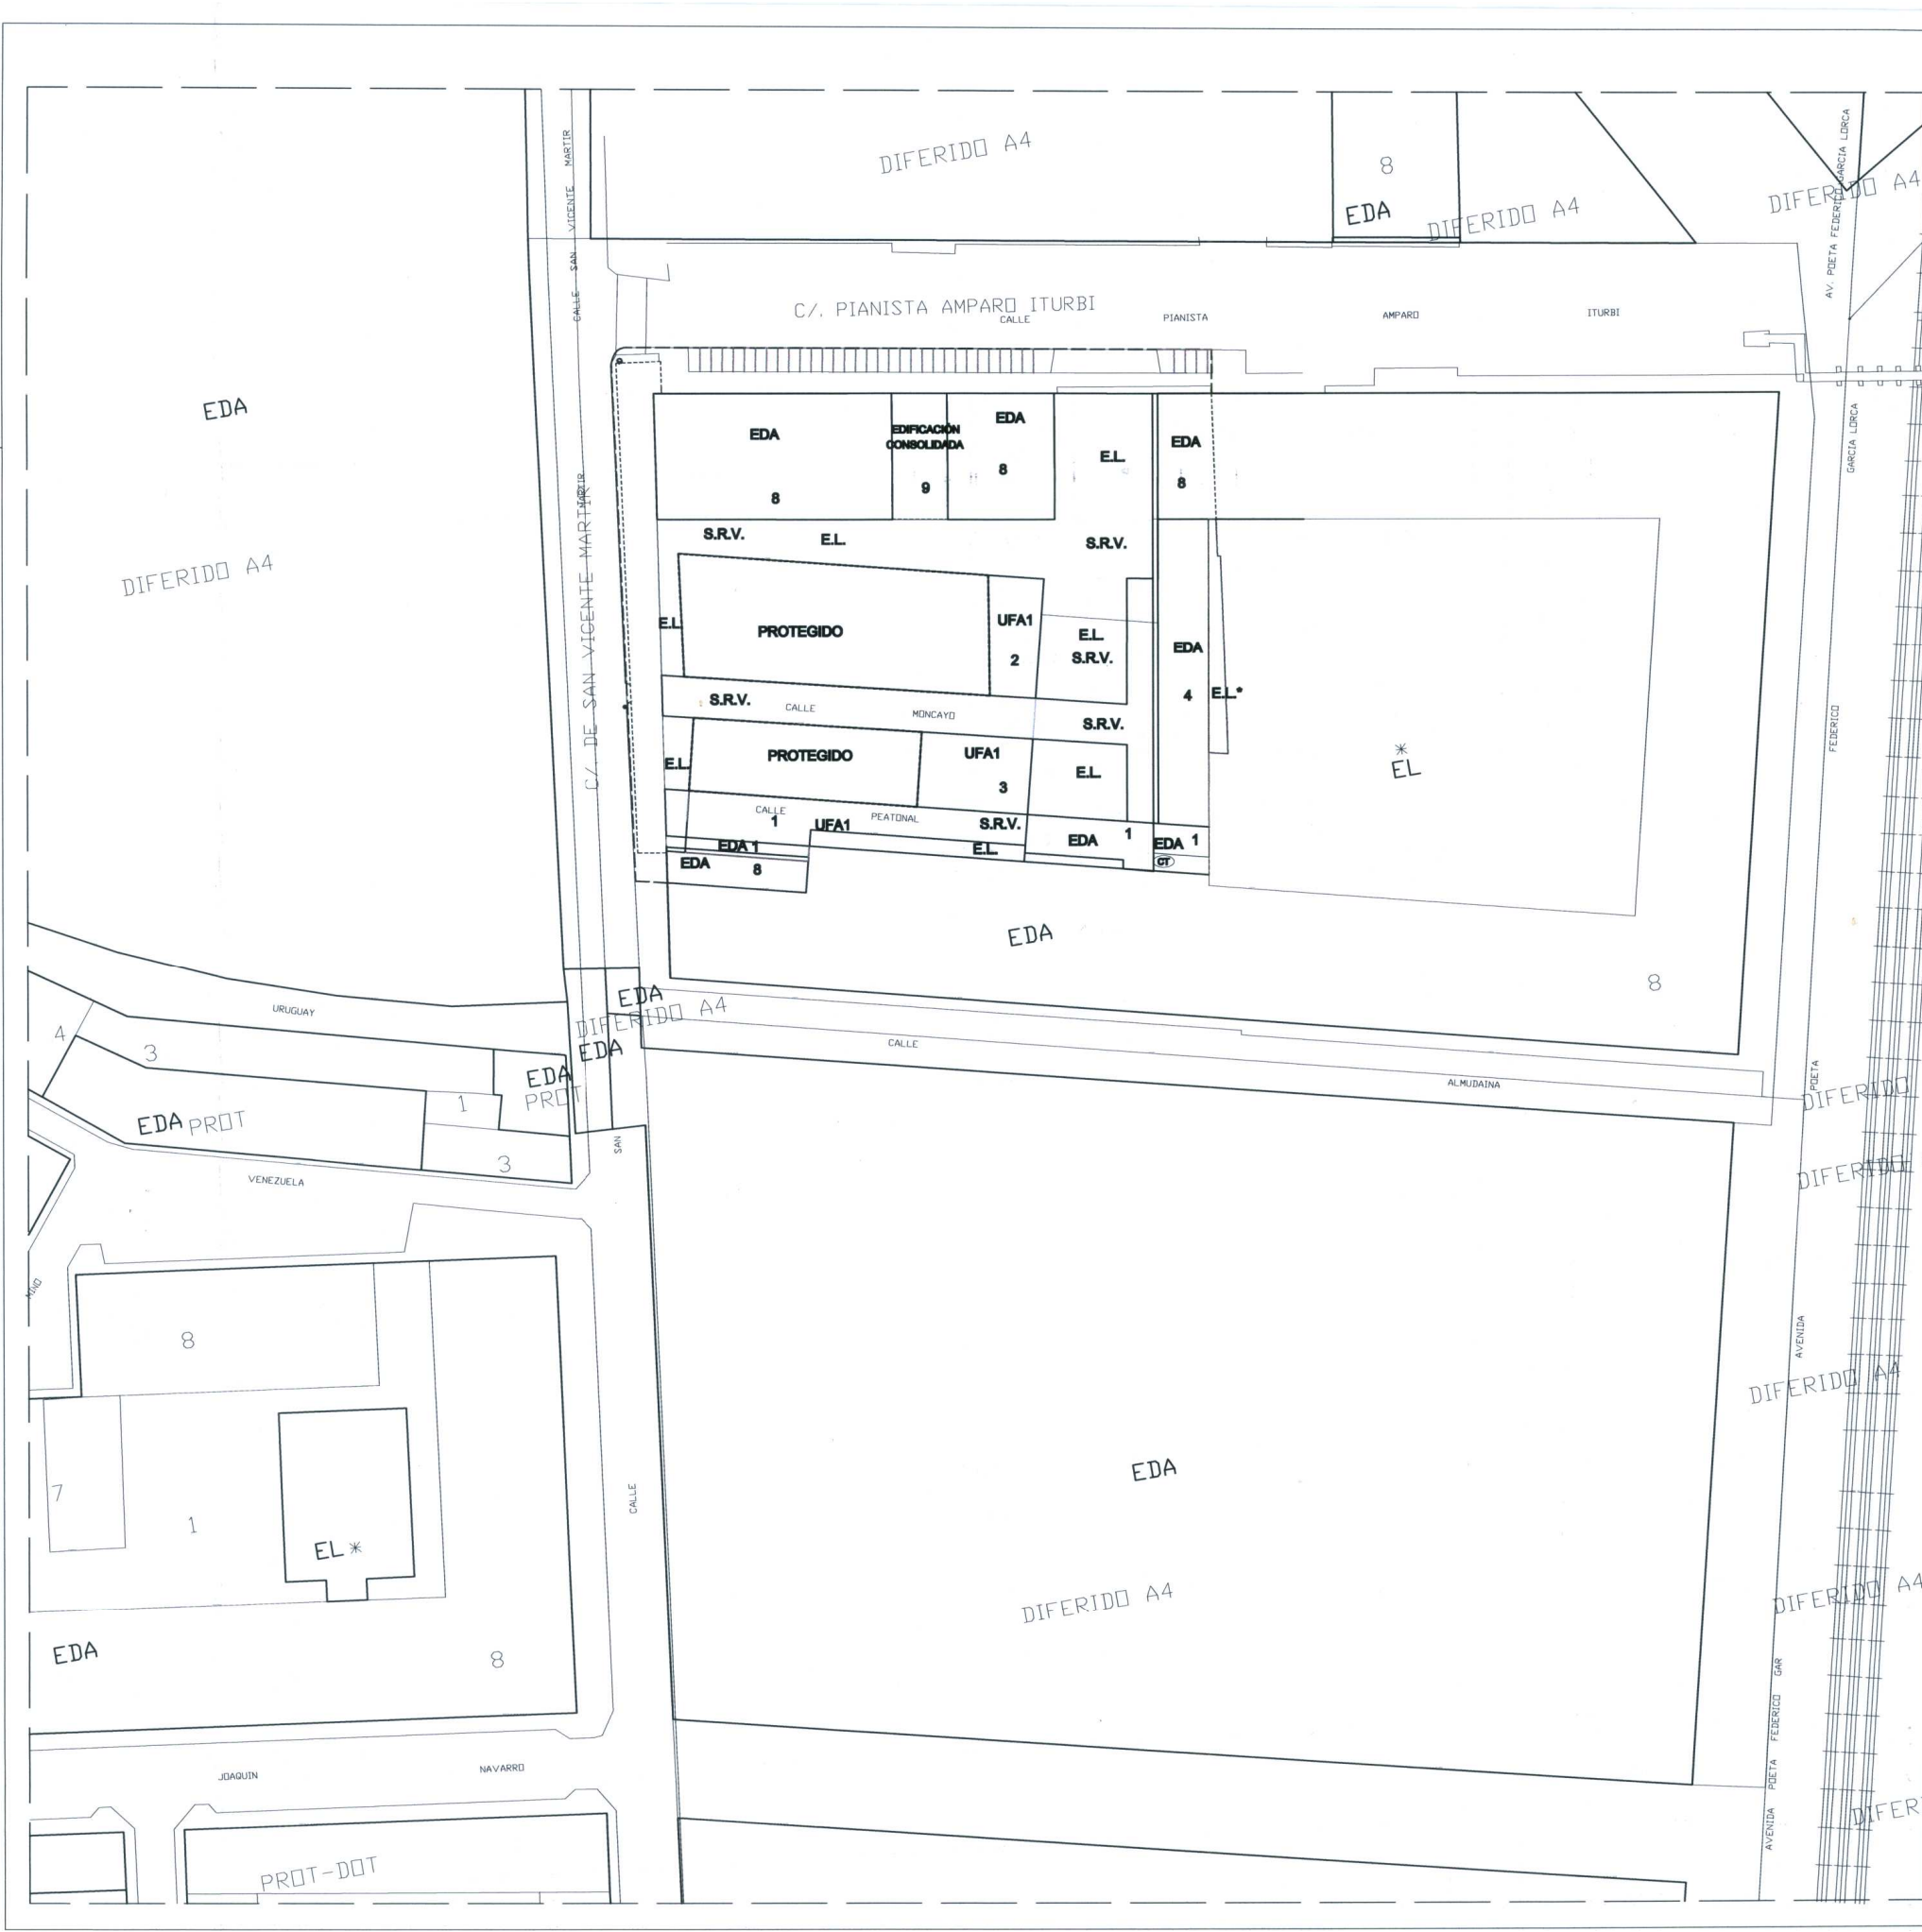 CALLE SAN VICENTE MARTIR
DIFERIDO A4
8
EDA
DIFERIDO A4
DIFERIDO A4
AV. POETA FEDERICO GARCIA LORCA
C/. PIANISTA AMPARO ITURBI
CALLE PIANISTA AMPARO ITURBI
EDA
DIFERIDO A4
C/. DE SAN VICENTE MARTIR
MARTIR
EDA
8
EDIFICACIÓN
CONSOLIDADA
9
EDA
8
E.L.
EDA
8
GARCIA LORCA
S.R.V.
E.L.
S.R.V.
E.L.
PROTEGIDO
UFA1
2
E.L.
S.R.V.
EDA
4
E.L.*
S.R.V.
CALLE MONCAYO
S.R.V.
FEDERICO
*
EL
E.L.
PROTEGIDO
UFA1
3
E.L.
CALLE PEATONAL
1
UFA1
S.R.V.
EDA
1
EDA 1
CT
EDA 1
E.L.
EDA
8
EDA
8
URUGUAY
EDA
DIFERIDO A4
EDA
CALLE ALMUDAINA
POETA
DIFERIDO
DIFERIDO
4
3
EDA
PROT
1
EDA PROT
3
SAN
VENEZUELA
MIÑO
8
AVENIDA
DIFERIDO A4
7
1
EL *
CALLE
EDA
DIFERIDO A4
DIFERIDO A4
EDA
8
JOAQUIN NAVARRO
AVENIDA POETA FEDERICO GAR
DIFER
PROT-DOT